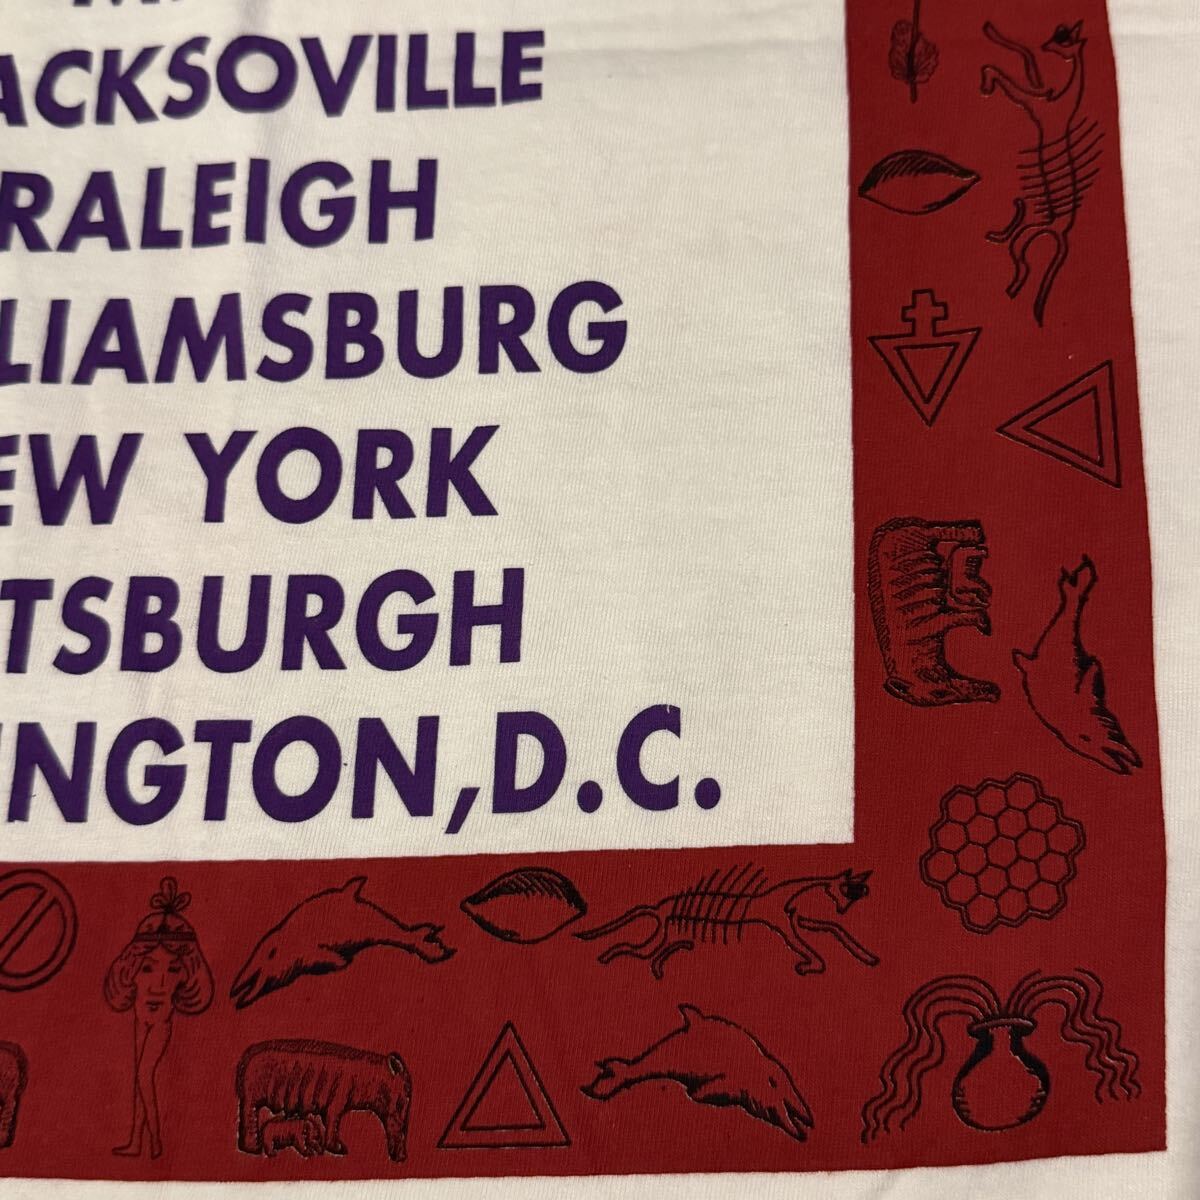 ACKSOVILLE
RALEIGH
LIAMSBURG
EW YORK
TSBURGH
INGTON,D.C.